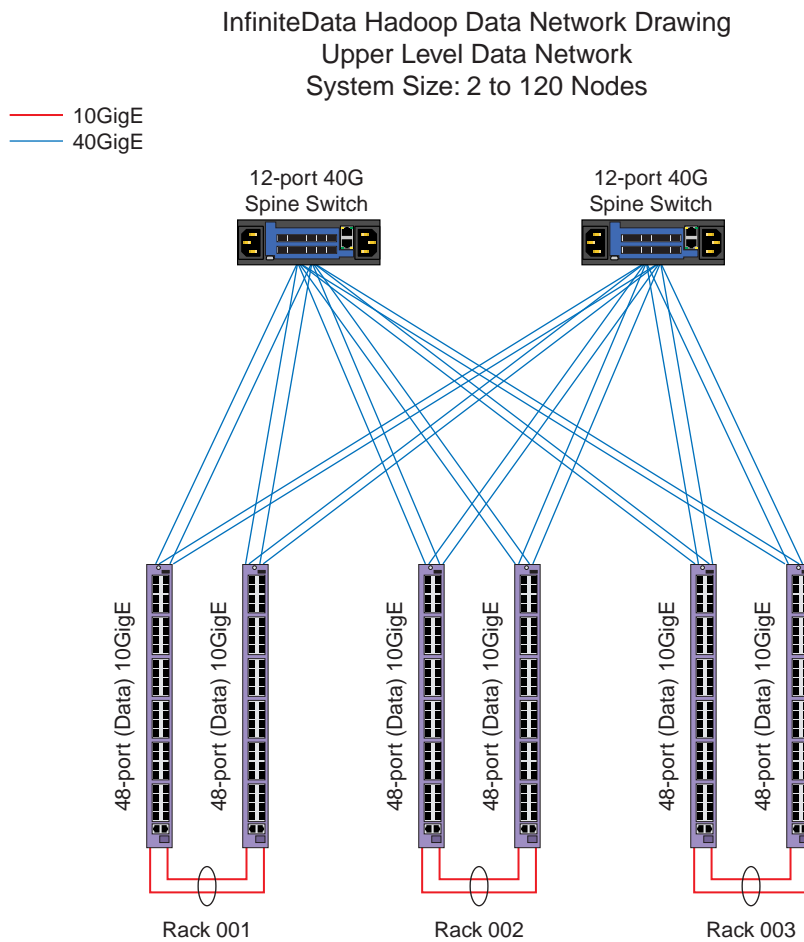 InfiniteData Hadoop Data Network Drawing
Upper Level Data Network
System Size: 2 to 120 Nodes
10GigE
40GigE
12-port 40G
Spine Switch
12-port 40G
Spine Switch
48-port (Data) 10GigE
48-port (Data) 10GigE
48-port (Data) 10GigE
48-port (Data) 10GigE
48-port (Data) 10GigE
48-port (Data) 10GigE
Rack 001
Rack 002
Rack 003